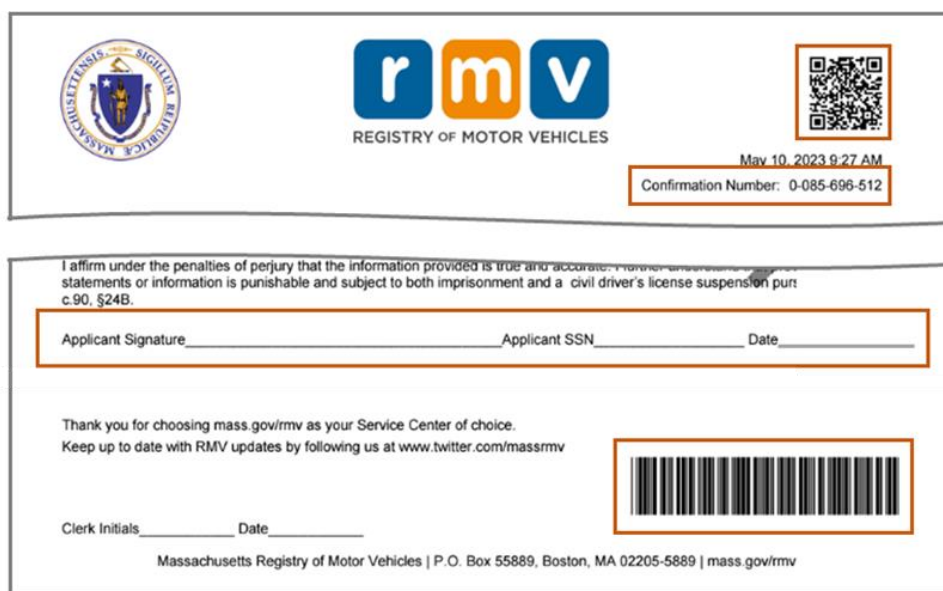 SIGILLUM REIPUBLICÆ MASSACHUSETTENSIS
rmv
REGISTRY OF MOTOR VEHICLES
May 10, 2023 9:27 AM
Confirmation Number: 0-085-696-512
I affirm under the penalties of perjury that the information provided is true and accurate. I further understand
statements or information is punishable and subject to both imprisonment and a civil driver's license suspension
c.90, §24B.
Applicant Signature Applicant SSN Date
Thank you for choosing mass.gov/rmv as your Service Center of choice.
Keep up to date with RMV updates by following us at www.twitter.com/massrmv
Clerk Initials Date
Massachusetts Registry of Motor Vehicles | P.O. Box 55889, Boston, MA 02205-5889 | mass.gov/rmv